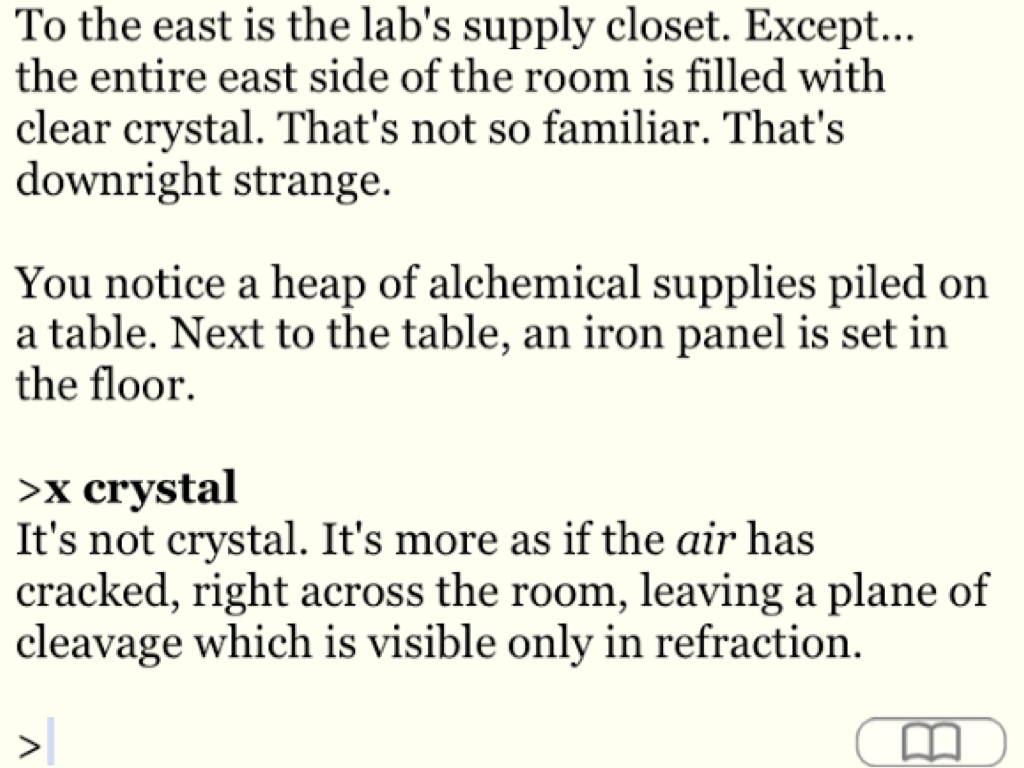 To the east is the lab's supply closet. Except...
the entire east side of the room is filled with
clear crystal. That's not so familiar. That's
downright strange.
You notice a heap of alchemical supplies piled on
a table. Next to the table, an iron panel is set in
the floor.
>x crystal
It's not crystal. It's more as if the air has
cracked, right across the room, leaving a plane of
cleavage which is visible only in refraction.
>